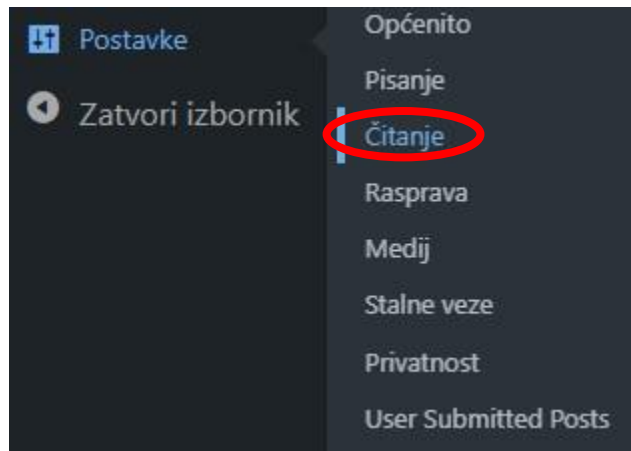 Postavke
Zatvori izbornik
Općenito
Pisanje
Čitanje
Rasprava
Medij
Stalne veze
Privatnost
User Submitted Posts